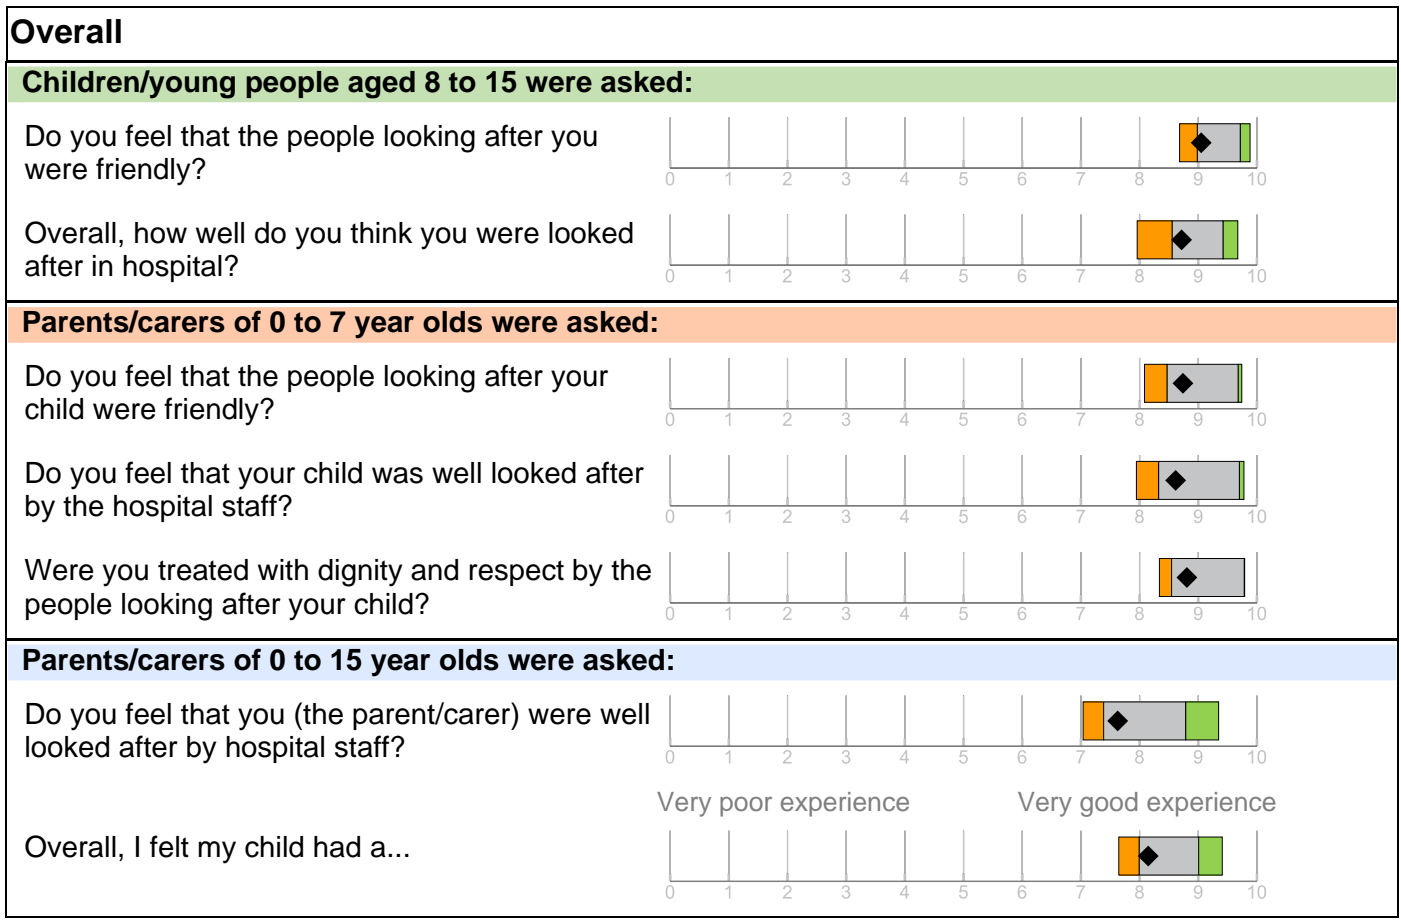 Overall
Children/young people aged 8 to 15 were asked:
Do you feel that the people looking after you
were friendly?
0 1 2 3 4 5 6 7 8 9 10
Overall, how well do you think you were looked
after in hospital?
0 1 2 3 4 5 6 7 8 9 10
Parents/carers of 0 to 7 year olds were asked:
Do you feel that the people looking after your
child were friendly?
0 1 2 3 4 5 6 7 8 9 10
Do you feel that your child was well looked after
by the hospital staff?
0 1 2 3 4 5 6 7 8 9 10
Were you treated with dignity and respect by the
people looking after your child?
0 1 2 3 4 5 6 7 8 9 10
Parents/carers of 0 to 15 year olds were asked:
Do you feel that you (the parent/carer) were well
looked after by hospital staff?
0 1 2 3 4 5 6 7 8 9 10
Very poor experience Very good experience
Overall, I felt my child had a...
0 1 2 3 4 5 6 7 8 9 10